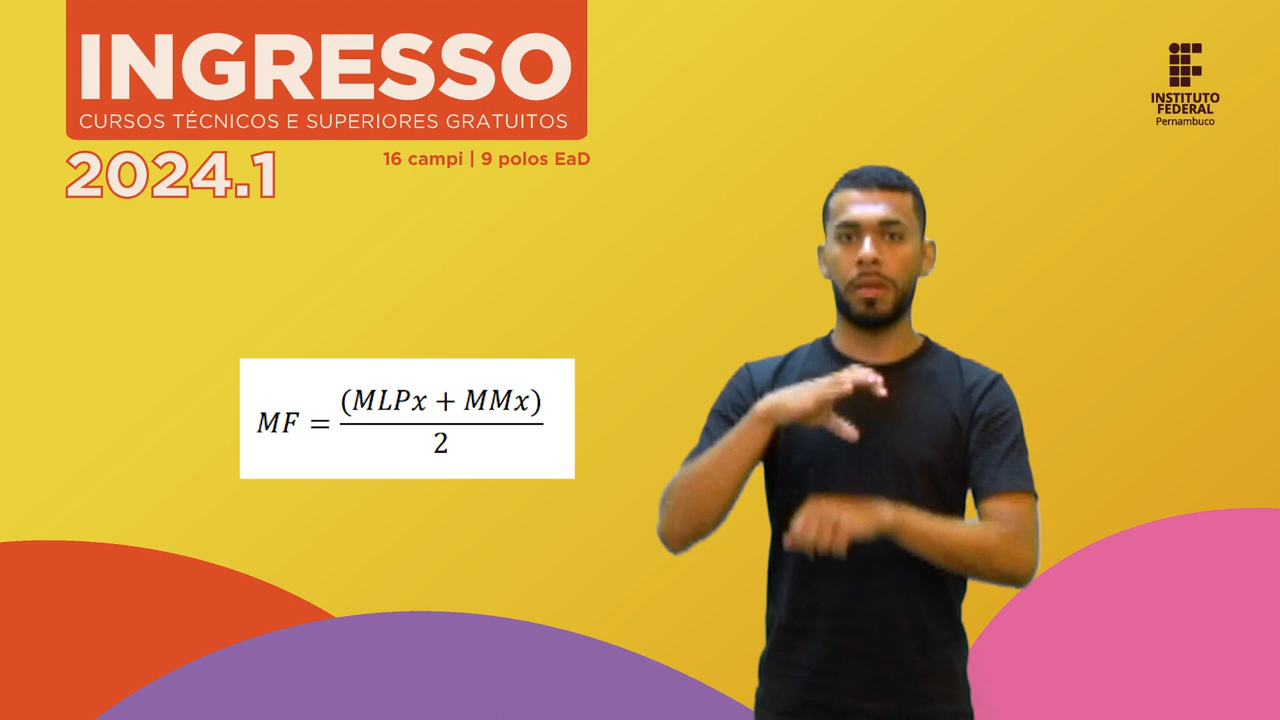 INGRESSO
CURSOS TÉCNICOS E SUPERIORES GRATUITOS
2024.1
16 campi | 9 polos EaD
INSTITUTO
FEDERAL
Pernambuco
MF = (MLPx + MMx) / 2